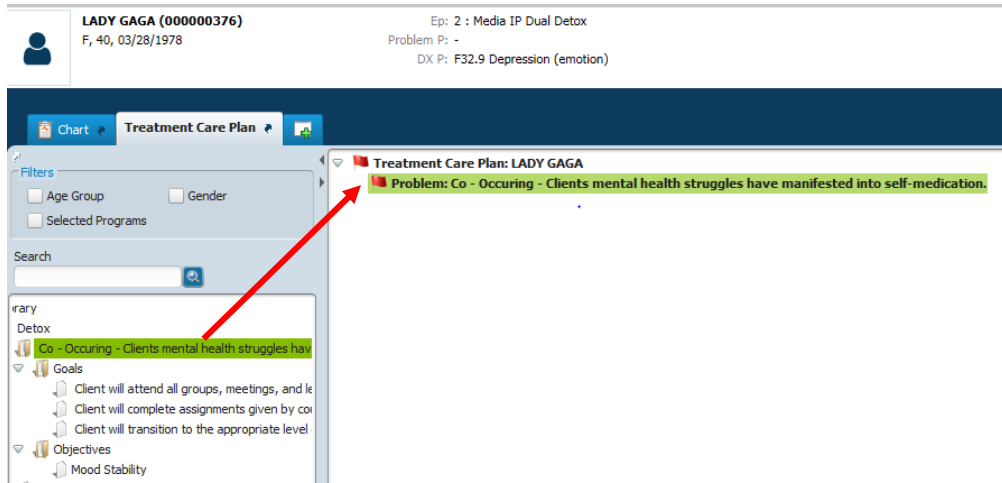 LADY GAGA (000000376)
F, 40, 03/28/1978
Ep: 2 : Media IP Dual Detox
Problem P: -
DX P: F32.9 Depression (emotion)
Chart
Treatment Care Plan
Filters
Age Group
Gender
Selected Programs
Search
rary
Detox
Co - Occuring - Clients mental health struggles hav
Goals
Client will attend all groups, meetings, and le
Client will complete assignments given by cou
Client will transition to the appropriate level
Objectives
Mood Stability
Treatment Care Plan: LADY GAGA
Problem: Co - Occuring - Clients mental health struggles have manifested into self-medication.